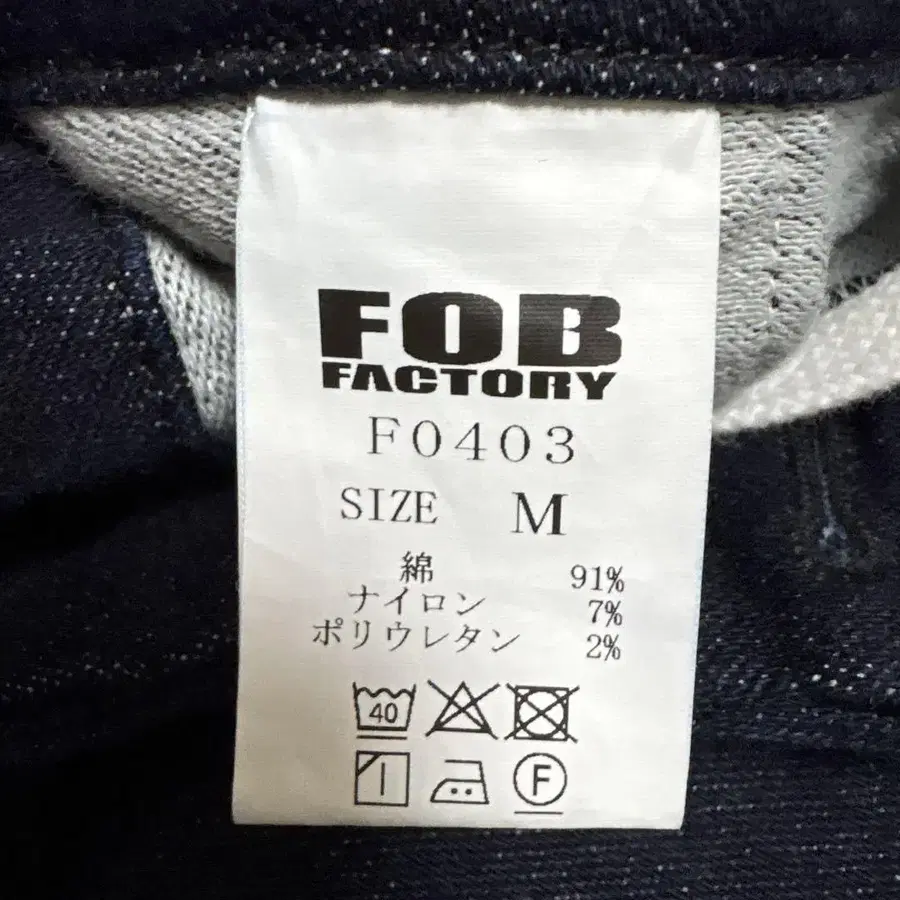 FOB
FACTORY
F0403
SIZE M
綿 91%
ナイロン 7%
ポリウレタン 2%
40
F